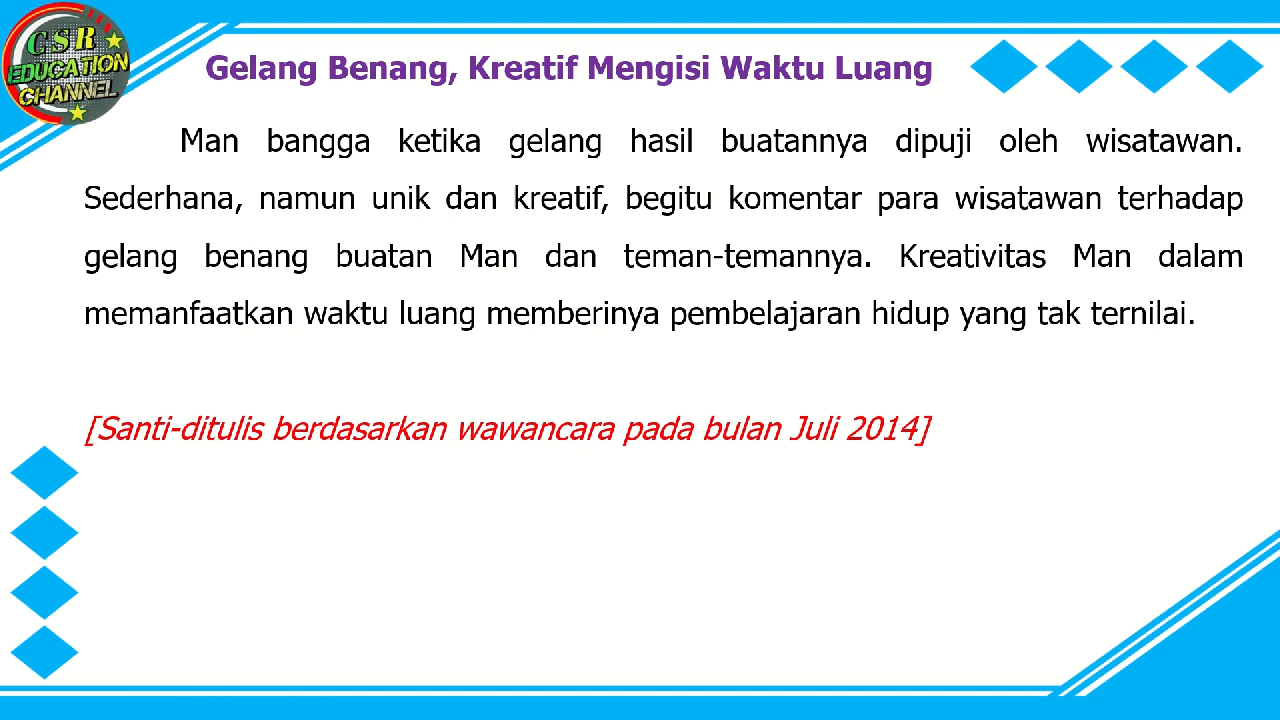 CSR
EDUCATION
CHANNEL
Gelang Benang, Kreatif Mengisi Waktu Luang
Man bangga ketika gelang hasil buatannya dipuji oleh wisatawan.
Sederhana, namun unik dan kreatif, begitu komentar para wisatawan terhadap
gelang benang buatan Man dan teman-temannya. Kreativitas Man dalam
memanfaatkan waktu luang memberinya pembelajaran hidup yang tak ternilai.
[Santi-ditulis berdasarkan wawancara pada bulan Juli 2014]